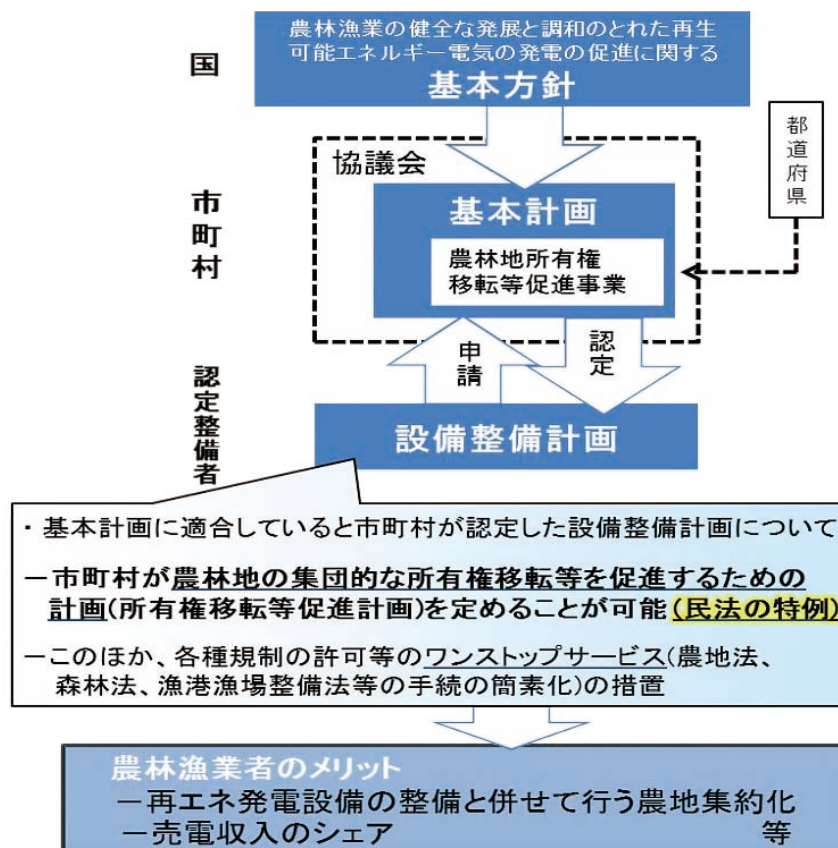 農林漁業の健全な発展と調和のとれた再生
可能エネルギー電気の発電の促進に関する
基本方針
国
都道府県
協議会
市町村
基本計画
農林地所有権
移転等促進事業
申請
認定
認定整備者
設備整備計画
・基本計画に適合していると市町村が認定した設備整備計画について
－市町村が農林地の集団的な所有権移転等を促進するための
計画(所有権移転等促進計画)を定めることが可能(民法の特例)
－このほか、各種規制の許可等のワンストップサービス(農地法、
森林法、漁港漁場整備法等の手続の簡素化)の措置
農林漁業者のメリット
－再エネ発電設備の整備と併せて行う農地集約化
－売電収入のシェア 等